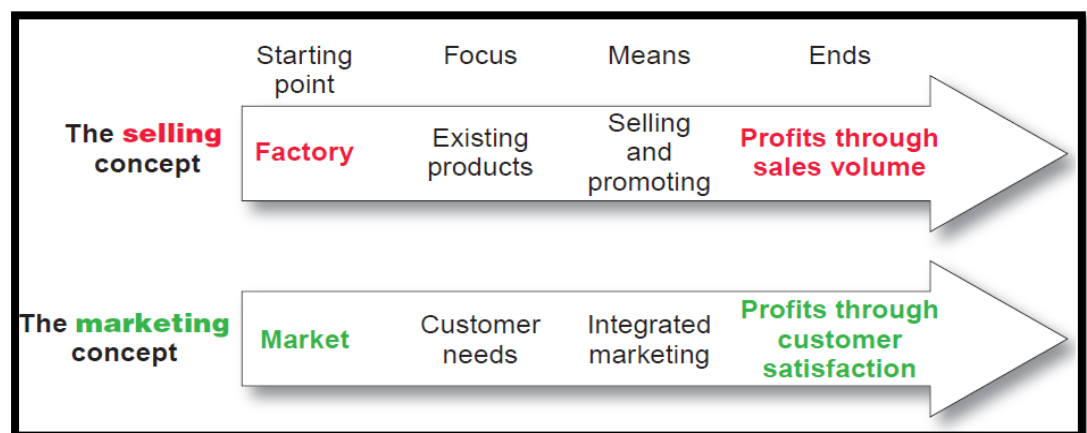 Starting point
Focus
Means
Ends
The selling concept
Factory
Existing products
Selling and promoting
Profits through sales volume
The marketing concept
Market
Customer needs
Integrated marketing
Profits through customer satisfaction